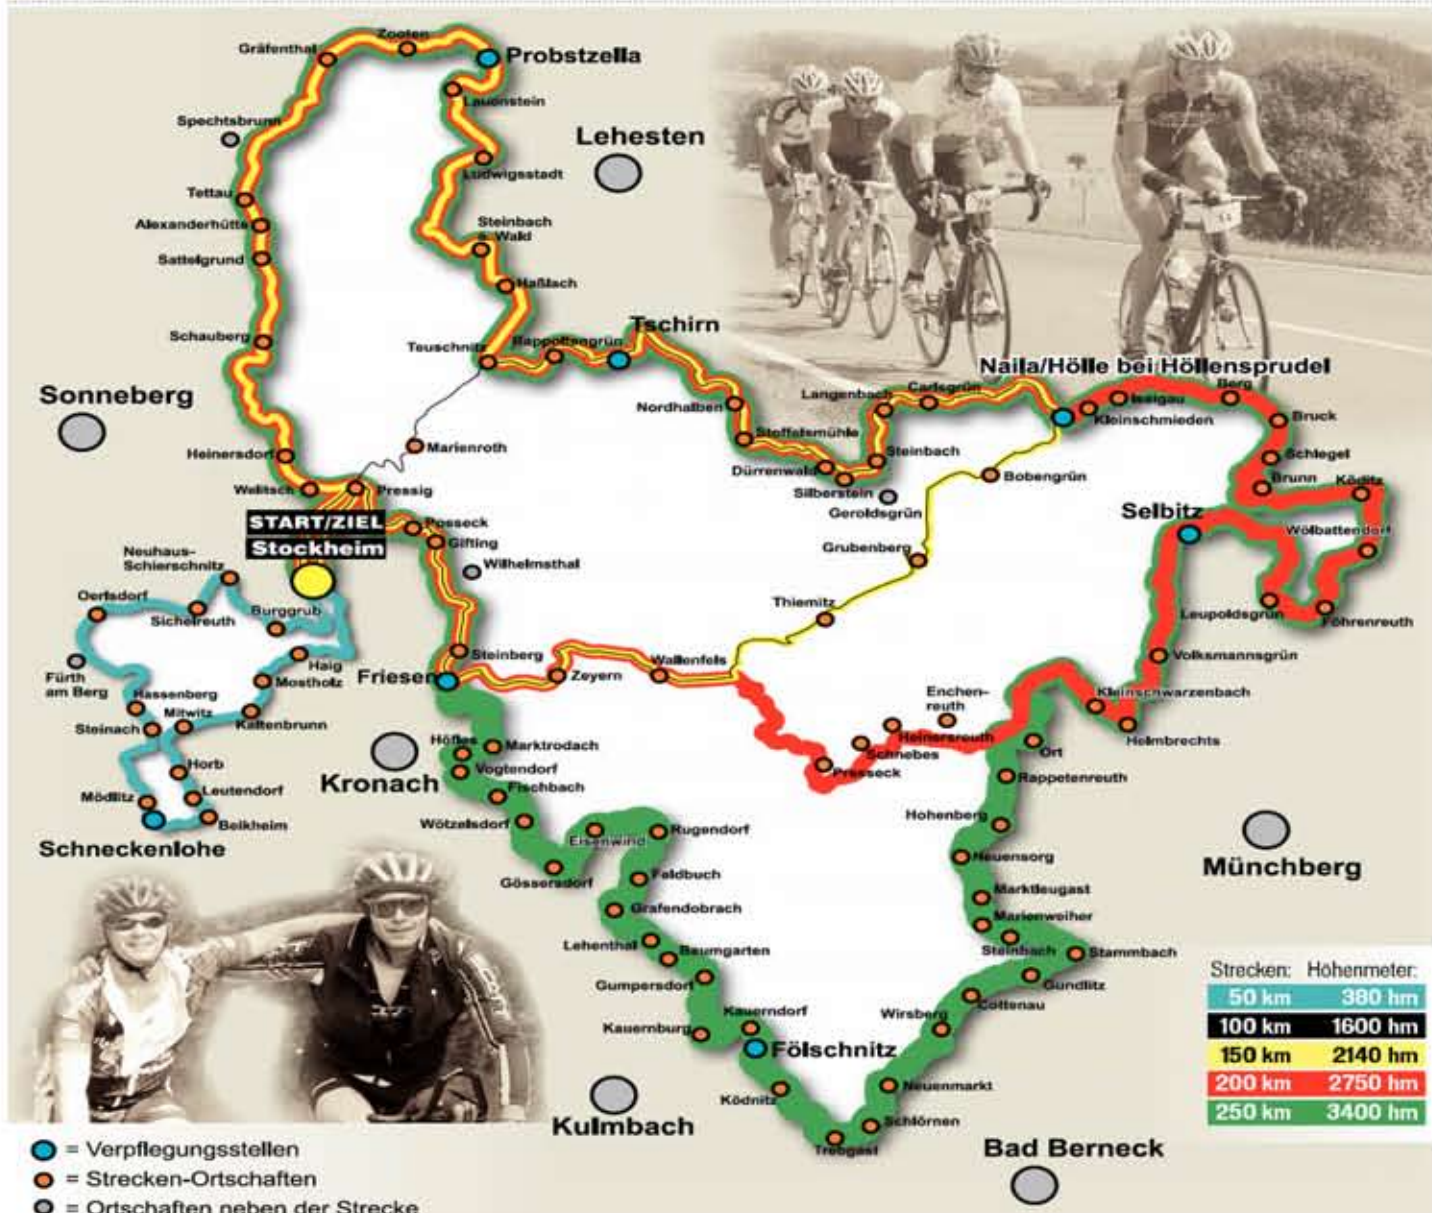 Zopten
Gräfenthal
Probstzella
Lauenstein
Spechtsbrunn
Lehesten
Ludwigsstadt
Tettau
Steinbach
a. Wald
Alexanderhütte
Sattelgrund
Haßlach
Tschirn
Schauberg
Teuschnitz
Rappoltengrün
Naila/Hölle bei Höllensprudel
Sonneberg
Langenbach
Carlsgrün
Issigau
Berg
Nordhalben
Kleinschmieden
Bruck
Stoffelsmühle
Marienroth
Heinersdorf
Steinbach
Schlegel
Dürrenwald
Bobengrün
Brunn
Köditz
Welitsch
Pressig
Silberstein
Geroldsgrün
Selbitz
START/ZIEL
Stockheim
Posseck
Gifting
Wölbattendorf
Neuhaus-
Schierschnitz
Wilhelmsthal
Grubenberg
Oerlsdorf
Sichelreuth
Burggrub
Thiemitz
Leupoldsgrün
Föhrenreuth
Haig
Steinberg
Wallenfels
Volksmannsgrün
Fürth
am Berg
Mostholz
Friesen
Zeyern
Hassenberg
Mitwitz
Kaltenbrunn
Steinach
Enchen-
reuth
Kleinschwarzenbach
Heinersreuth
Helmbrechts
Höfles
Marktrodach
Schnebes
Ort
Horb
Kronach
Vogtendorf
Presseck
Rappetenreuth
Mödlitz
Leutendorf
Fischbach
Beikheim
Wötzelsdorf
Hohenberg
Schneckenlohe
Eisenwind
Rugendorf
Neuensorg
Münchberg
Gössersdorf
Feldbuch
Marktleugast
Grafendobrach
Marienweiher
Lehenthal
Baumgarten
Steinbach
Stammbach
Gumpersdorf
Gundlitz
Cottenau
Kauerndorf
Wirsberg
Kauernburg
Fölschnitz
Ködnitz
Neuenmarkt
Schlörnen
Kulmbach
Trebgast
Bad Berneck
Strecken: Höhenmeter:
50 km 380 hm
100 km 1600 hm
150 km 2140 hm
200 km 2750 hm
250 km 3400 hm
= Verpflegungsstellen
= Strecken-Ortschaften
= Ortschaften neben der Strecke